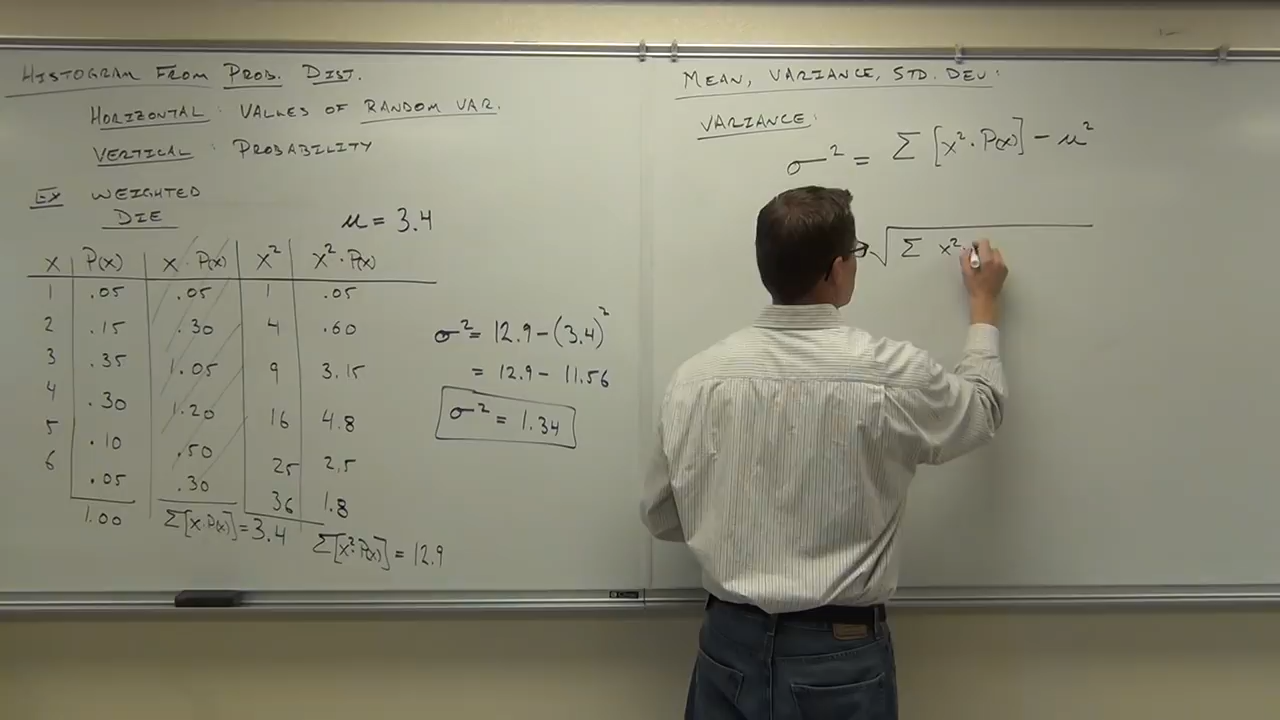 HISTOGRAM FROM PROB. DIST.
HORIZONTAL: VALUES OF RANDOM VAR.
VERTICAL: PROBABILITY
EX WEIGHTED
DIE
μ = 3.4
X P(x) X·P(x) X² X²·P(x)
1 .05 .05 1 .05
2 .15 .30 4 .60
3 .35 1.05 9 3.15
4 .30 1.20 16 4.8
5 .10 .50 25 2.5
6 .05 .30 36 1.8
1.00 Σ[X·P(x)] = 3.4 Σ[X²·P(x)] = 12.9
σ² = 12.9 - (3.4)²
= 12.9 - 11.56
σ² = 1.34
MEAN, VARIANCE, STD. DEV:
VARIANCE:
σ² = Σ [X²·P(x)] - μ²
√ Σ X²·